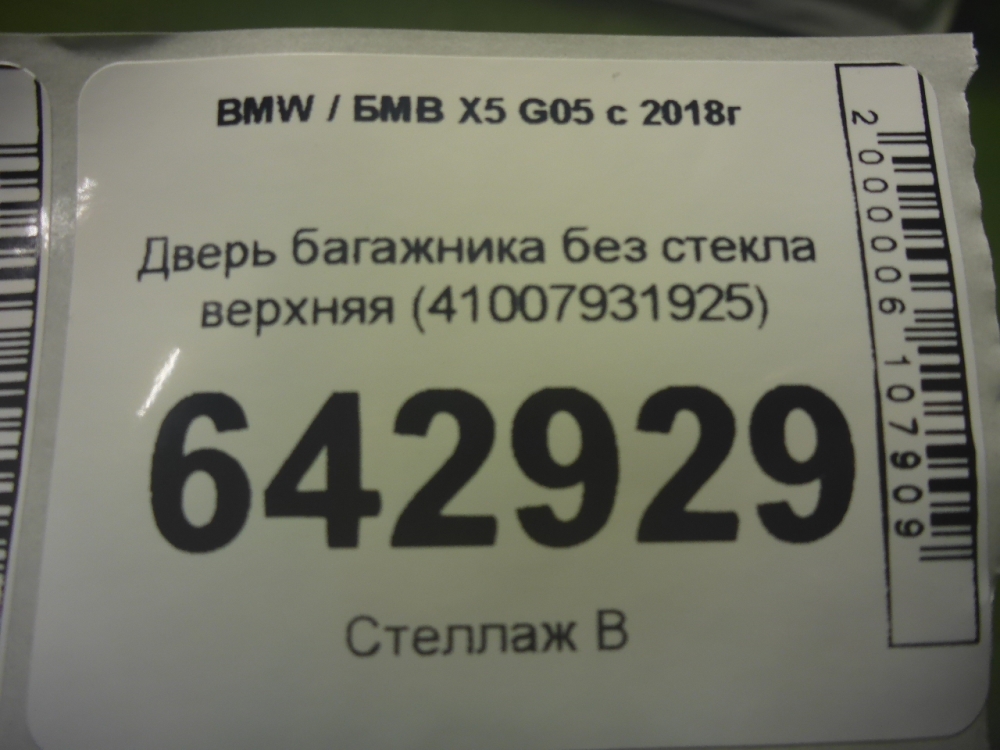 BMW / БМВ X5 G05 с 2018г
Дверь багажника без стекла
верхняя (41007931925)
642929
Стеллаж В
2000006107909